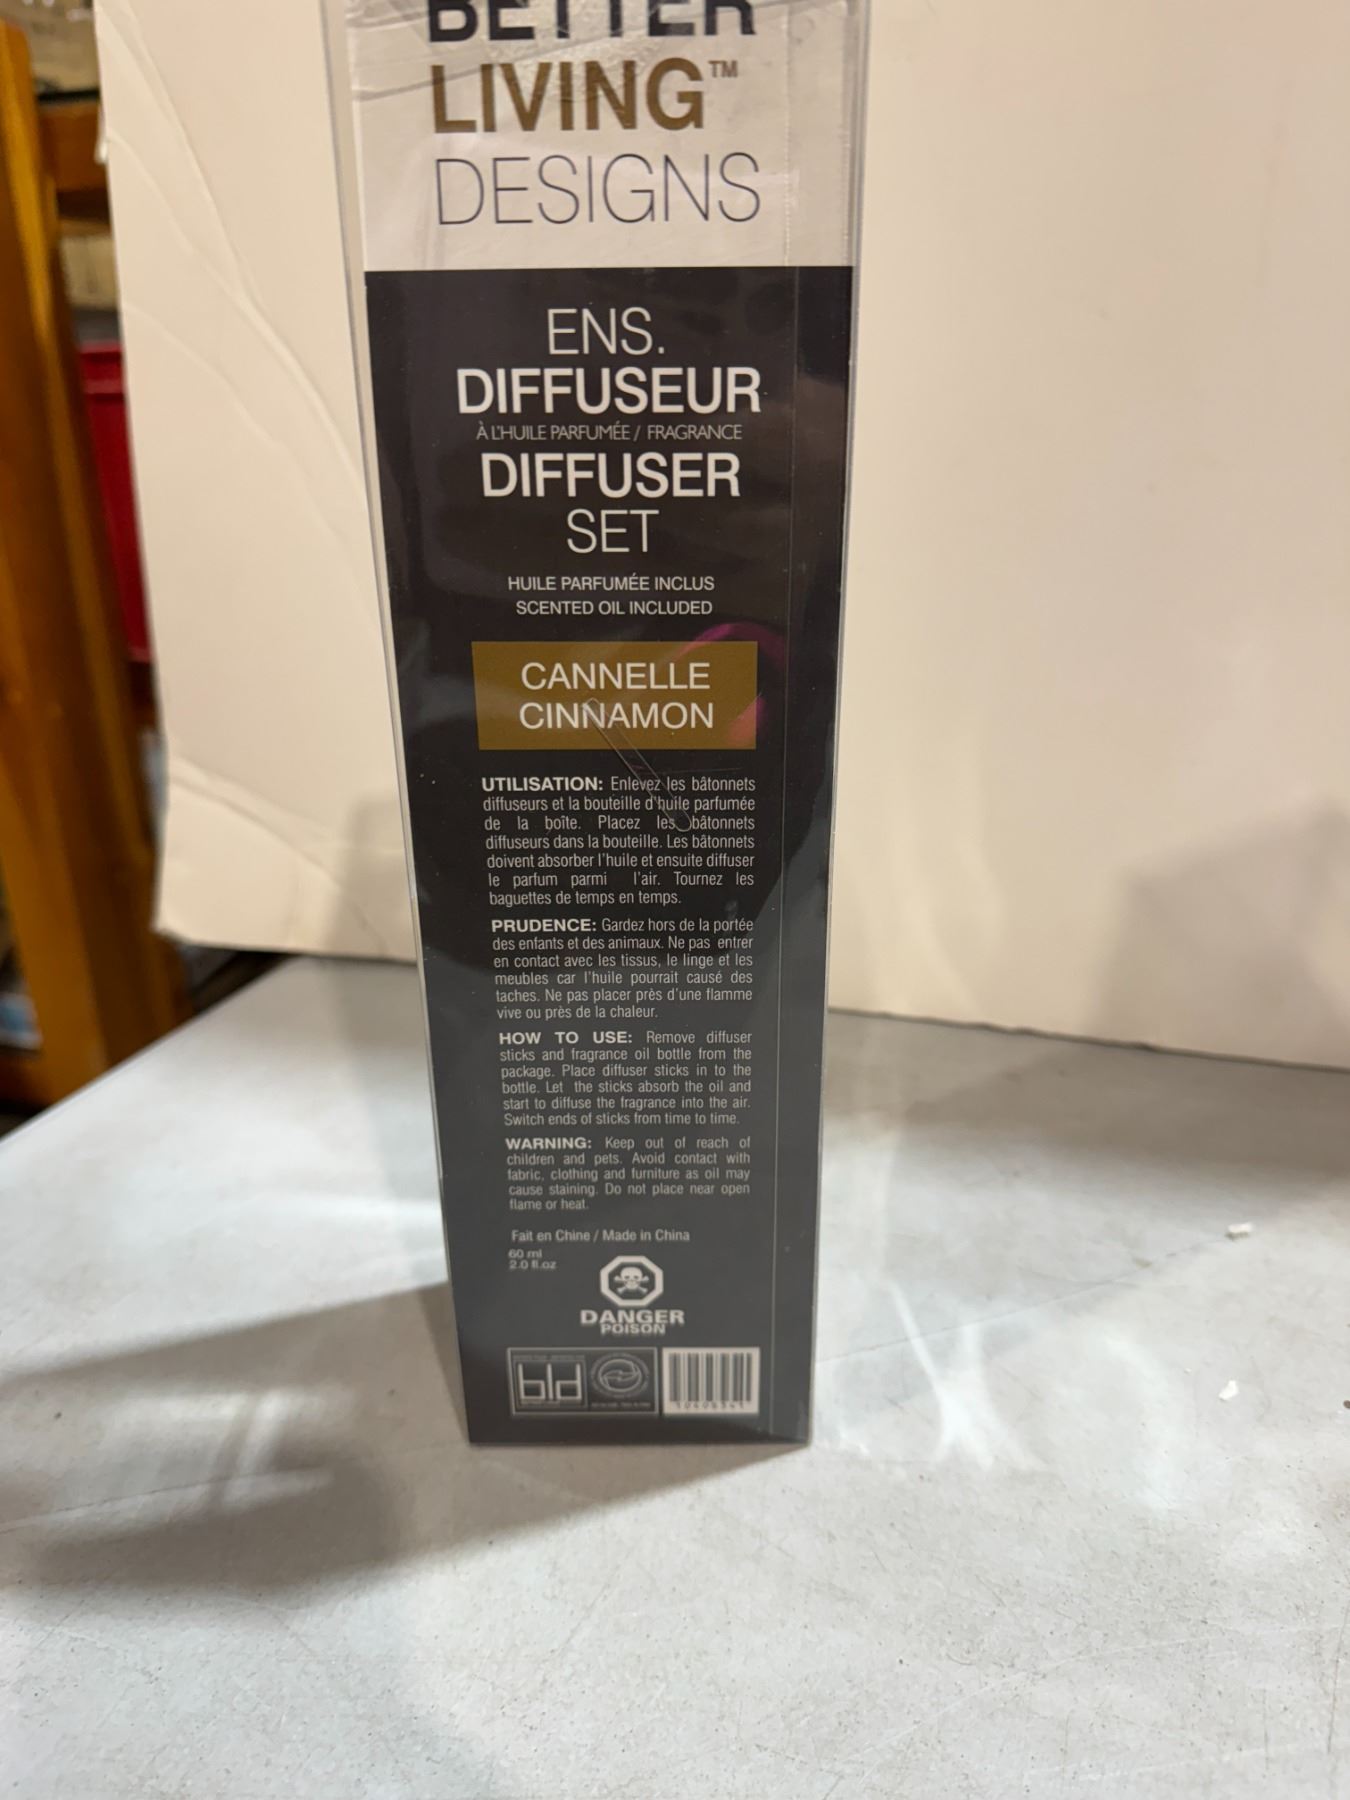 BETTER
LIVING™
DESIGNS
ENS.
DIFFUSEUR
À L'HUILE PARFUMÉE / FRAGRANCE
DIFFUSER
SET
HUILE PARFUMÉE INCLUS
SCENTED OIL INCLUDED
CANNELLE
CINNAMON
UTILISATION: Enlevez les bâtonnets
diffuseurs et la bouteille d'huile parfumée
de la boîte. Placez les bâtonnets
diffuseurs dans la bouteille. Les bâtonnets
doivent absorber l'huile et ensuite diffuser
le parfum parmi l'air. Tournez les
baguettes de temps en temps.
PRUDENCE: Gardez hors de la portée
des enfants et des animaux. Ne pas entrer
en contact avec les tissus, le linge et les
meubles car l'huile pourrait causé des
taches. Ne pas placer près d'une flamme
vive ou près de la chaleur.
HOW TO USE: Remove diffuser
sticks and fragrance oil bottle from the
package. Place diffuser sticks in to the
bottle. Let the sticks absorb the oil and
start to diffuse the fragrance into the air.
Switch ends of sticks from time to time.
WARNING: Keep out of reach of
children and pets. Avoid contact with
fabric, clothing and furniture as oil may
cause staining. Do not place near open
flame or heat.
Fait en Chine / Made in China
60 ml
2.0 fl.oz
DANGER
POISON
bld